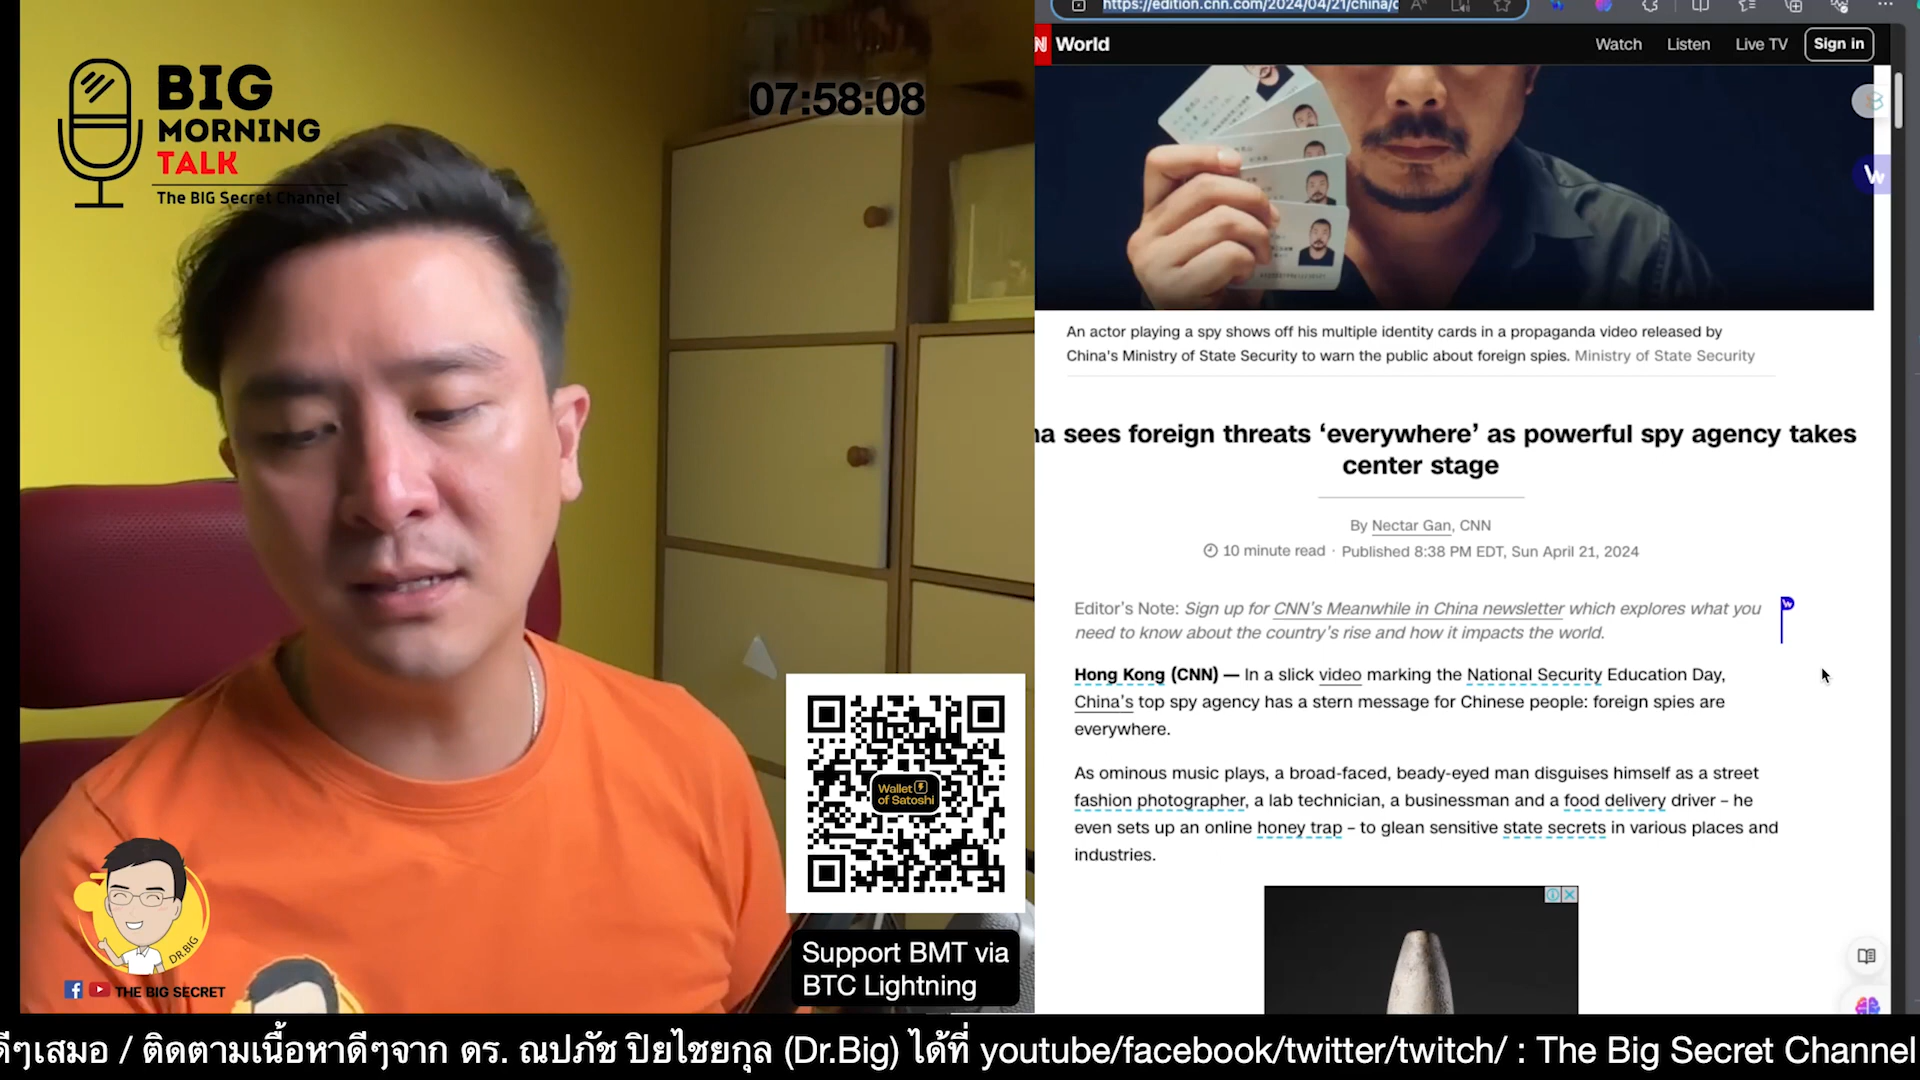 BIG
MORNING
TALK
The BIG Secret Channel
07:58:08
Wallet
of Satoshi
Support BMT via
BTC Lightning
DR.BIG
THE BIG SECRET
https://edition.cnn.com/2024/04/21/china/c
N World
Watch
Listen
Live TV
Sign in
An actor playing a spy shows off his multiple identity cards in a propaganda video released by
China's Ministry of State Security to warn the public about foreign spies. Ministry of State Security
na sees foreign threats ‘everywhere’ as powerful spy agency takes
center stage
By Nectar Gan, CNN
10 minute read · Published 8:38 PM EDT, Sun April 21, 2024
Editor’s Note: Sign up for CNN’s Meanwhile in China newsletter which explores what you
need to know about the country’s rise and how it impacts the world.
Hong Kong (CNN) — In a slick video marking the National Security Education Day,
China’s top spy agency has a stern message for Chinese people: foreign spies are
everywhere.
As ominous music plays, a broad-faced, beady-eyed man disguises himself as a street
fashion photographer, a lab technician, a businessman and a food delivery driver – he
even sets up an online honey trap – to glean sensitive state secrets in various places and
industries.
ดีๆเสมอ / ติดตามเนื้อหาดีๆจาก ดร. ณปภัช ปิยไชยกุล (Dr.Big) ได้ที่ youtube/facebook/twitter/twitch/ : The Big Secret Channel